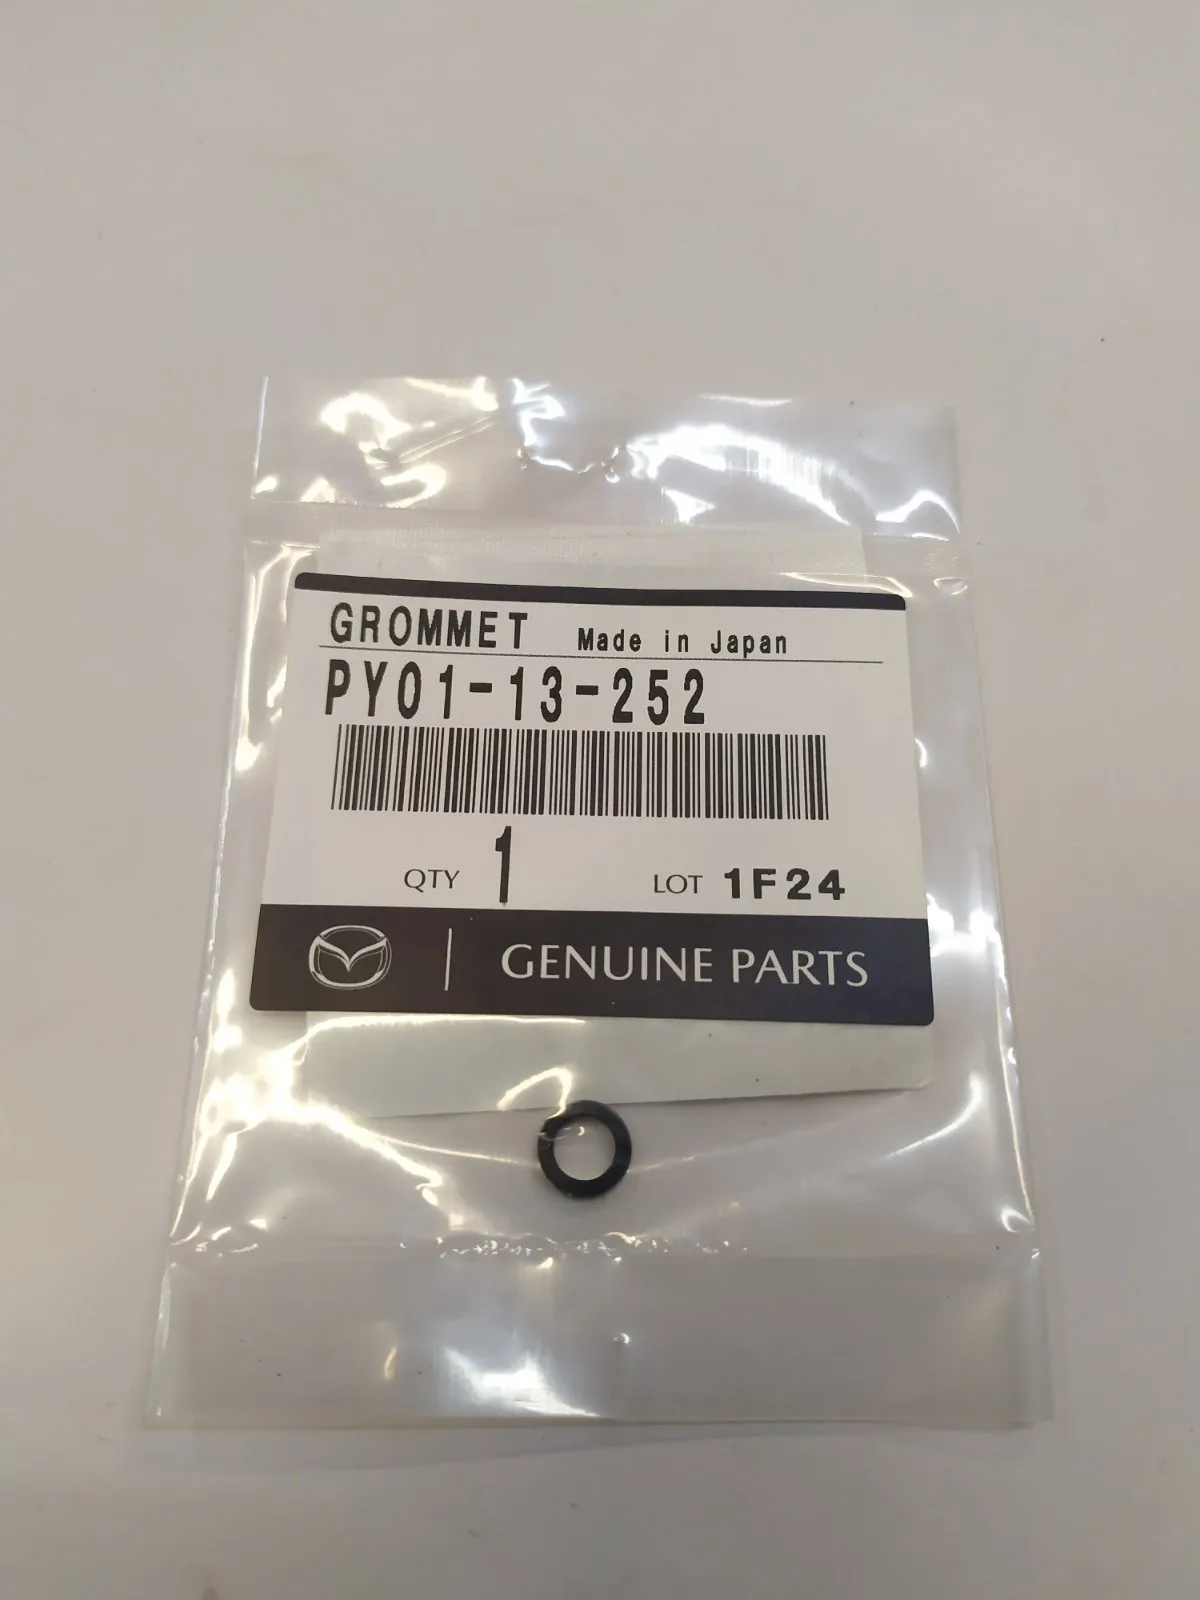 GROMMET Made in Japan
PY01-13-252
QTY 1 LOT 1F24
GENUINE PARTS